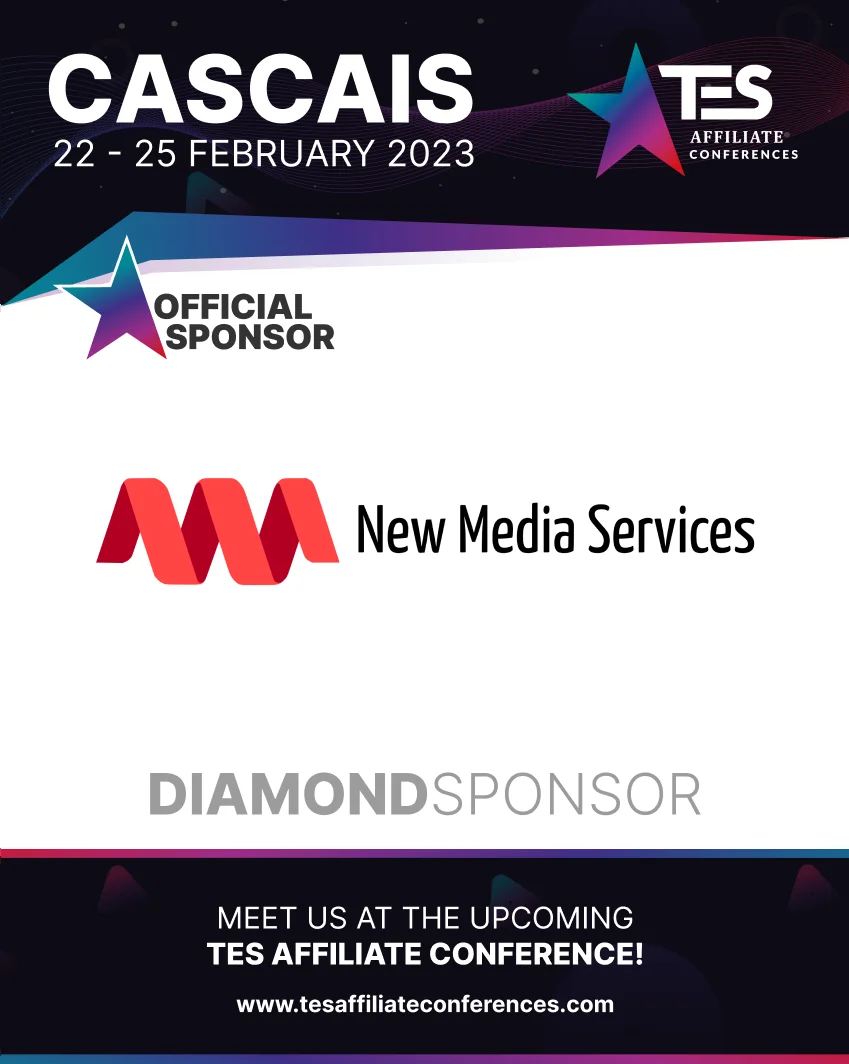 CASCAIS
22 - 25 FEBRUARY 2023
TES
AFFILIATE®
CONFERENCES
OFFICIAL
SPONSOR
New Media Services
DIAMONDSPONSOR
MEET US AT THE UPCOMING
TES AFFILIATE CONFERENCE!
www.tesaffiliateconferences.com